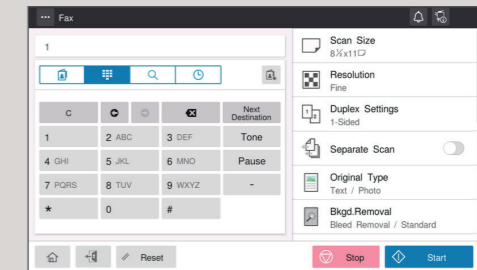 Fax
1
C
Next
Destination
1
2 ABC
3 DEF
Tone
4 GHI
5 JKL
6 MNO
Pause
7 PQRS
8 TUV
9 WXYZ
-
*
0
#
Reset
Scan Size
8½x11
Resolution
Fine
1 2
Duplex Settings
1-Sided
Separate Scan
Original Type
Text / Photo
Bkgd.Removal
Bleed Removal / Standard
Stop
Start